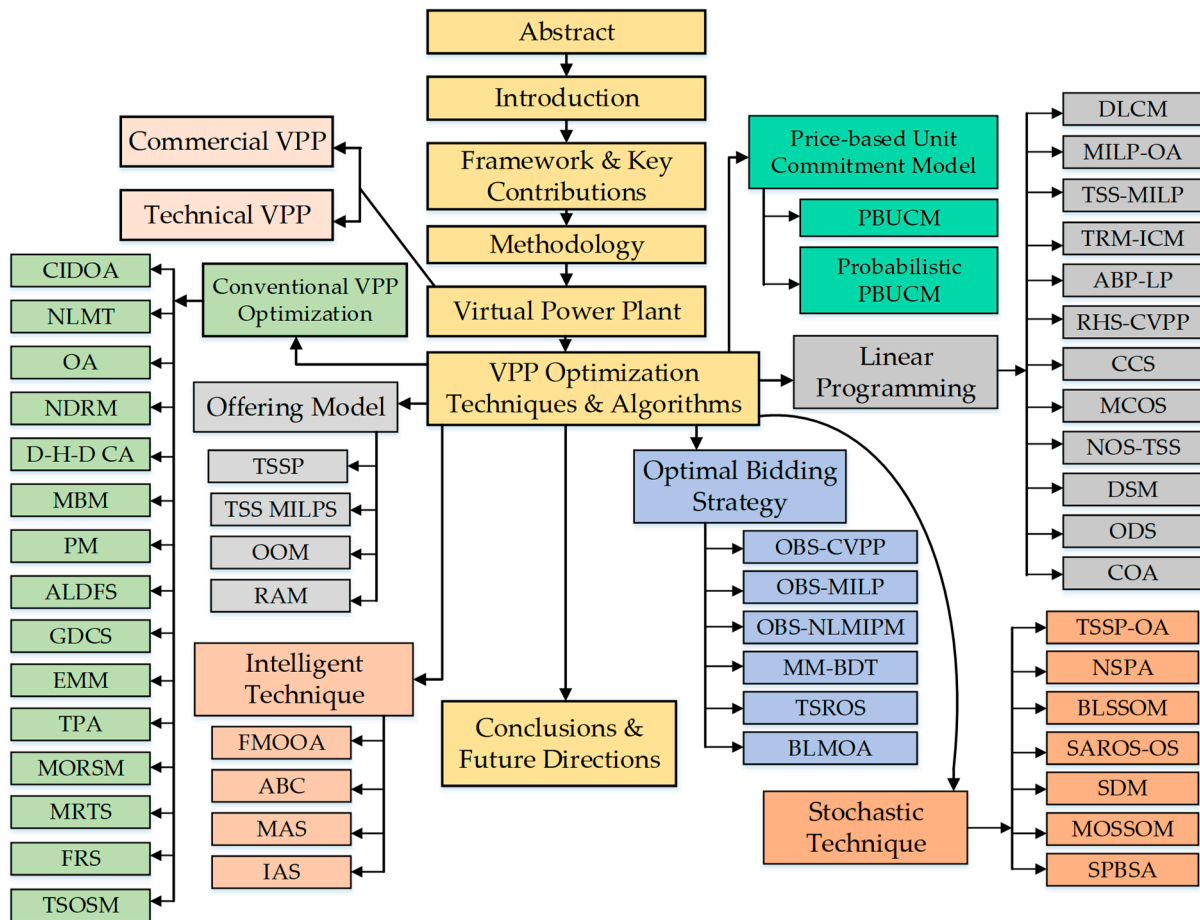 Abstract
Introduction
Framework & Key
Contributions
Methodology
Virtual Power Plant
VPP Optimization
Techniques & Algorithms
Conclusions &
Future Directions
Commercial VPP
Technical VPP
Conventional VPP
Optimization
CIDOA
NLMT
OA
NDRM
D-H-D CA
MBM
PM
ALDFS
GDCS
EMM
TPA
MORSM
MRTS
FRS
TSOSM
Offering Model
TSSP
TSS MILPS
OOM
RAM
Intelligent
Technique
FMOOA
ABC
MAS
IAS
Optimal Bidding
Strategy
OBS-CVPP
OBS-MILP
OBS-NLMIPM
MM-BDT
TSROS
BLMOA
Price-based Unit
Commitment Model
PBUCM
Probabilistic
PBUCM
Linear
Programming
DLCM
MILP-OA
TSS-MILP
TRM-ICM
ABP-LP
RHS-CVPP
CCS
MCOS
NOS-TSS
DSM
ODS
COA
Stochastic
Technique
TSSP-OA
NSPA
BLSSOM
SAROS-OS
SDM
MOSSOM
SPBSA